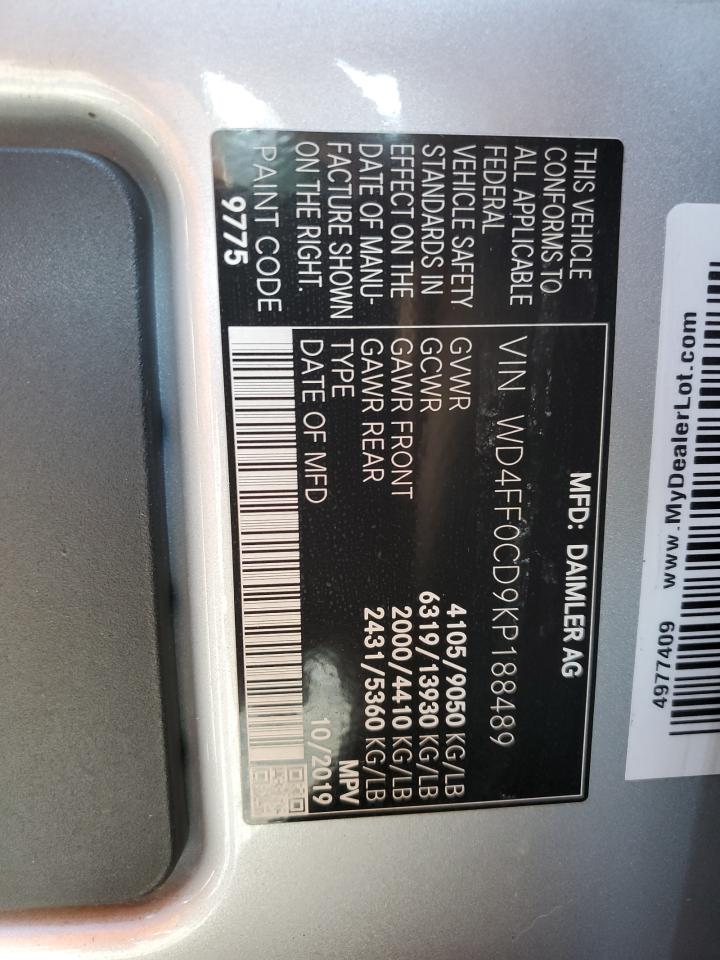 THIS VEHICLE
CONFORMS TO
ALL APPLICABLE
FEDERAL
VEHICLE SAFETY
STANDARDS IN
EFFECT ON THE
DATE OF MANU-
FACTURE SHOWN
ON THE RIGHT.
PAINT CODE
9775
MFD: DAIMLER AG
VIN WD4FF0CD9KP188489
GVWR 4105/9050 KG/LB
GCWR 6319/13930 KG/LB
GAWR FRONT 2000/4410 KG/LB
GAWR REAR 2431/5360 KG/LB
TYPE MPV
DATE OF MFD 10/2019
www.MyDealerLot.com
4977409